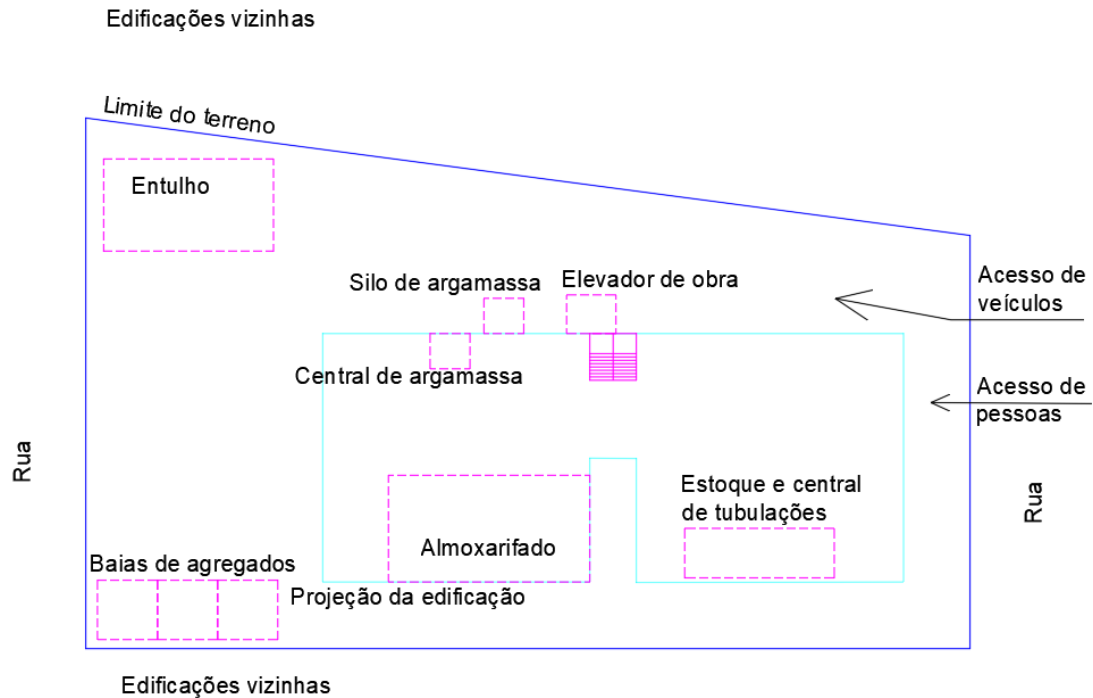 Edificações vizinhas
Limite do terreno
Entulho
Silo de argamassa
Elevador de obra
Acesso de
veículos
Central de argamassa
Acesso de
pessoas
Rua
Estoque e central
de tubulações
Rua
Almoxarifado
Baias de agregados
Projeção da edificação
Edificações vizinhas